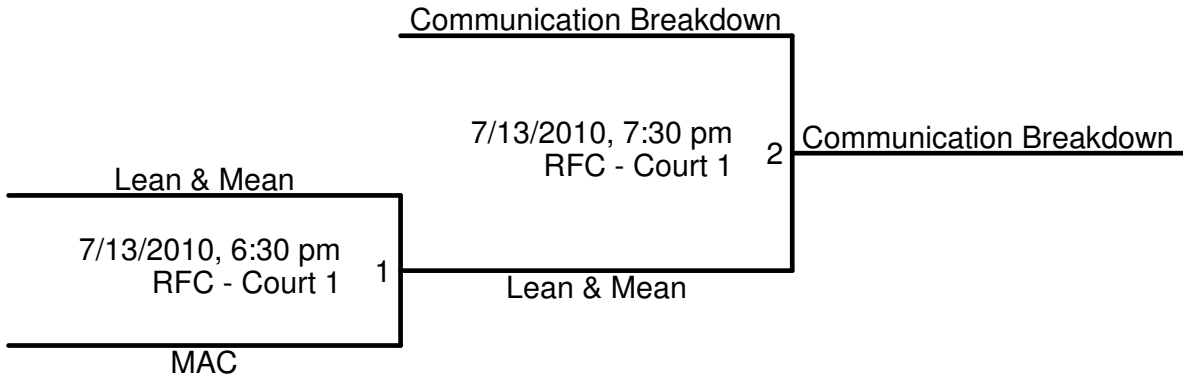 Communication Breakdown
7/13/2010, 7:30 pm
RFC - Court 1
2
Communication Breakdown
Lean & Mean
7/13/2010, 6:30 pm
RFC - Court 1
1
Lean & Mean
MAC